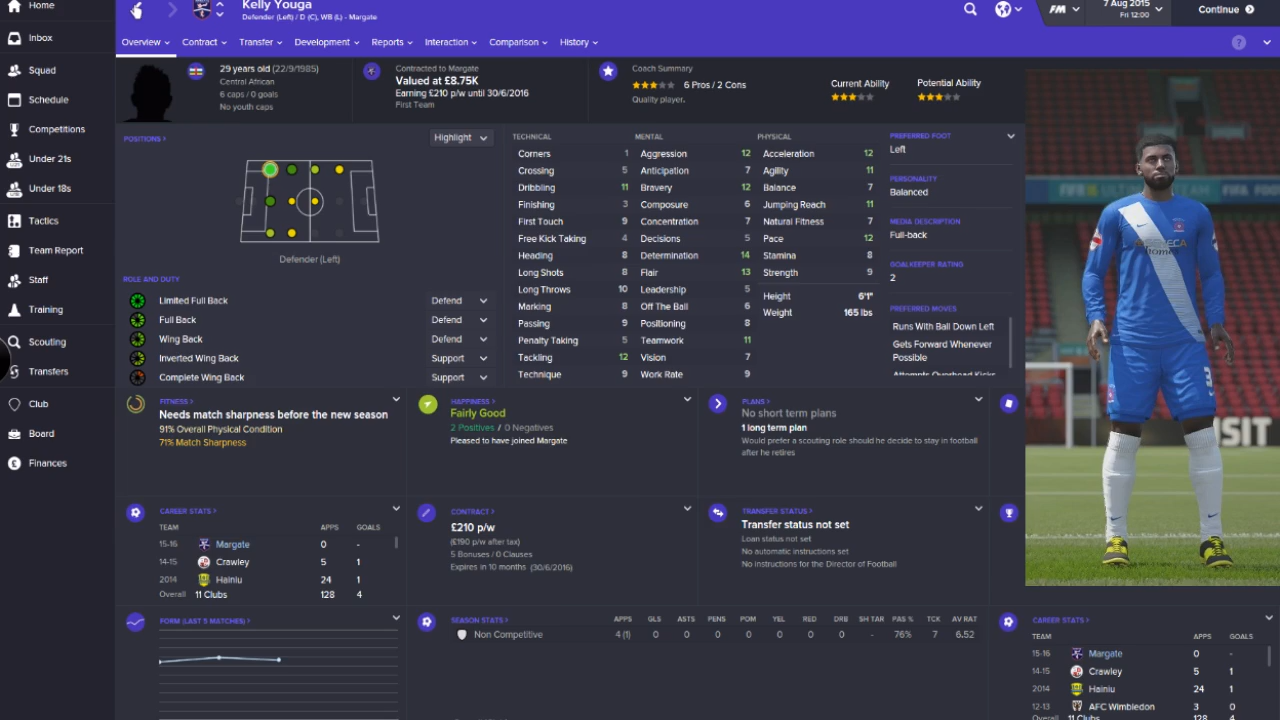 Home
Inbox
Squad
Schedule
Competitions
Under 21s
Under 18s
Tactics
Team Report
Staff
Training
Scouting
Transfers
Club
Board
Finances
Kelly Youga
Defender (Left) / D (C), WB (L) - Margate
FM
7 Aug 2015
Fri 12:00
Continue
Overview Contract Transfer Development Reports Interaction Comparison History
?
29 years old (22/9/1985)
Central African
6 caps / 0 goals
No youth caps
Contracted to Margate
Valued at £8.75K
Earning £210 p/w until 30/6/2016
First Team
Coach Summary
6 Pros / 2 Cons
Quality player.
Current Ability
Potential Ability
POSITIONS >
Highlight
Defender (Left)
ROLE AND DUTY
Limited Full Back Defend
Full Back Defend
Wing Back Defend
Inverted Wing Back Support
Complete Wing Back Support
TECHNICAL
Corners 1
Crossing 5
Dribbling 11
Finishing 3
First Touch 9
Free Kick Taking 4
Heading 8
Long Shots 8
Long Throws 10
Marking 8
Passing 9
Penalty Taking 5
Tackling 12
Technique 9
MENTAL
Aggression 12
Anticipation 7
Bravery 12
Composure 6
Concentration 7
Decisions 5
Determination 14
Flair 13
Leadership 5
Off The Ball 6
Positioning 8
Teamwork 11
Vision 7
Work Rate 9
PHYSICAL
Acceleration 12
Agility 11
Balance 7
Jumping Reach 11
Natural Fitness 7
Pace 12
Stamina 8
Strength 9
Height 6'1"
Weight 165 lbs
PREFERRED FOOT
Left
PERSONALITY
Balanced
MEDIA DESCRIPTION
Full-back
GOALKEEPER RATING
2
PREFERRED MOVES
Runs With Ball Down Left
Gets Forward Whenever
Possible
Attempts Overhead Kicks
FITNESS >
Needs match sharpness before the new season
91% Overall Physical Condition
71% Match Sharpness
HAPPINESS >
Fairly Good
2 Positives / 0 Negatives
Pleased to have joined Margate
PLANS >
No short term plans
1 long term plan
Would prefer a scouting role should he decide to stay in football
after he retires
CAREER STATS >
TEAM APPS GOALS
15-16 Margate 0 -
14-15 Crawley 5 1
2014 Hainiu 24 1
Overall 11 Clubs 128 4
CONTRACT >
£210 p/w
(£190 p/w after tax)
5 Bonuses / 0 Clauses
Expires in 10 months (30/6/2016)
TRANSFER STATUS >
Transfer status not set
Loan status not set
No automatic instructions set
No instructions for the Director of Football
FORM (LAST 5 MATCHES) >
SEASON STATS > APPS GLS ASTS PENS POM YEL RED DRB SH TAR PAS % TCK AV RAT
Non Competitive 4 (1) 0 0 0 0 0 0 0 - 76% 7 6.52
CAREER STATS >
TEAM APPS GOALS
15-16 Margate 0 -
14-15 Crawley 5 1
2014 Hainiu 24 1
12-13 AFC Wimbledon 3 0
Overall 11 Clubs 128 4
3
ISIT